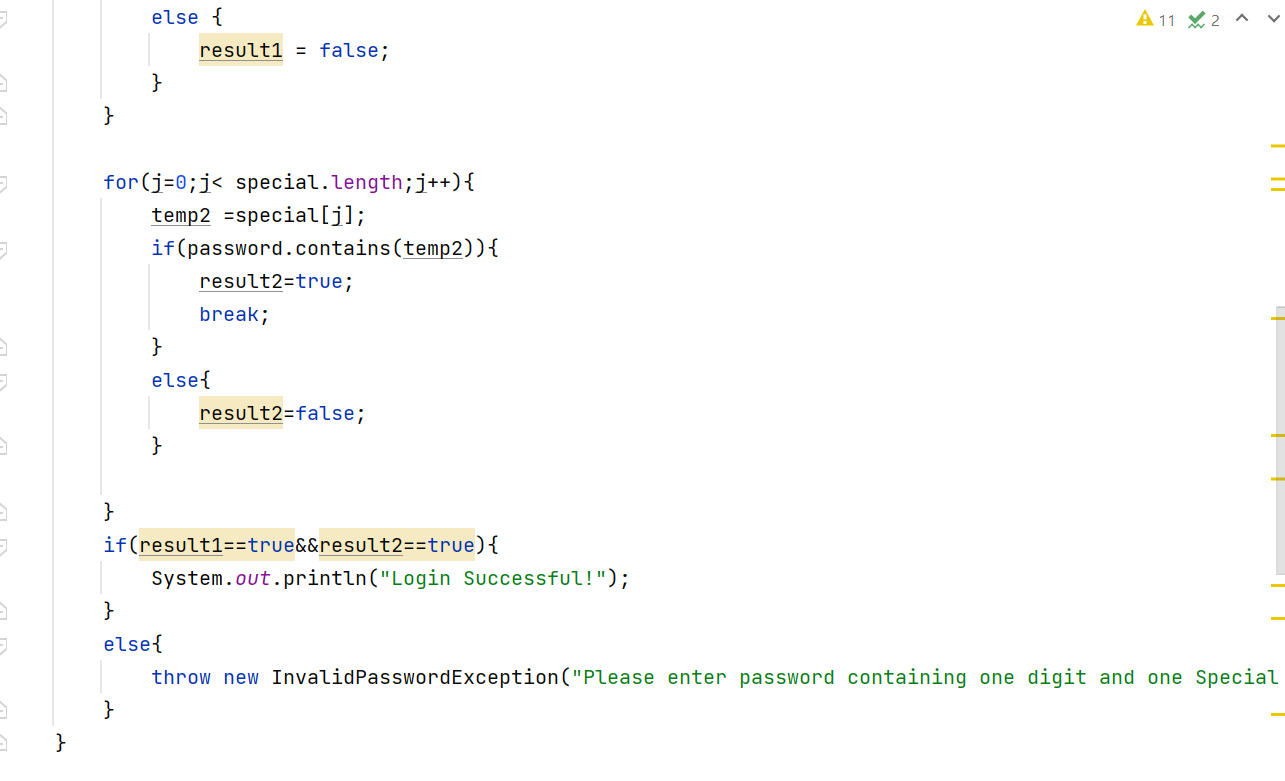 else {
11 2
result1 = false;
}
}
for(j=0;j< special.length;j++){
temp2 =special[j];
if(password.contains(temp2)){
result2=true;
break;
}
else{
result2=false;
}
}
if(result1==true&&result2==true){
System.out.println("Login Successful!");
}
else{
throw new InvalidPasswordException("Please enter password containing one digit and one Special
}
}